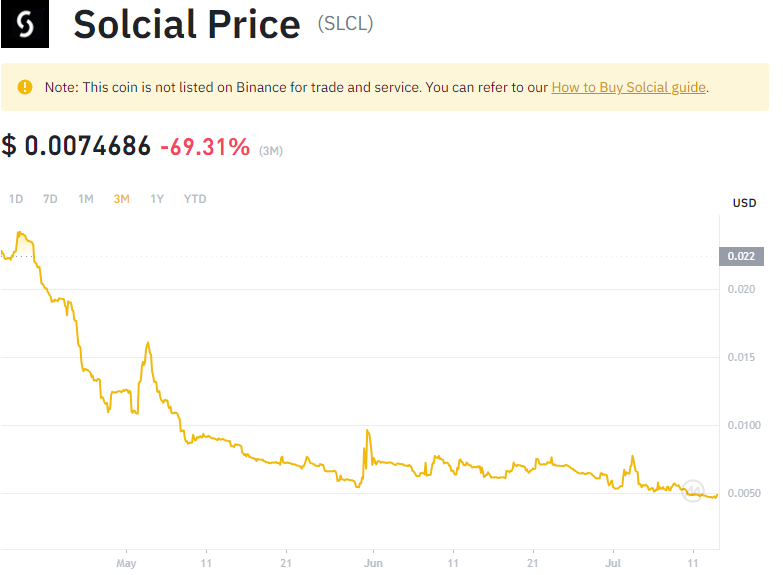 Solcial Price (SLCL)
Note: This coin is not listed on Binance for trade and service. You can refer to our How to Buy Solcial guide.
$ 0.0074686 -69.31% (3M)
1D 7D 1M 3M 1Y YTD
USD
0.022
0.020
0.015
0.0100
0.0050
May 11 21 Jun 11 21 Jul 11